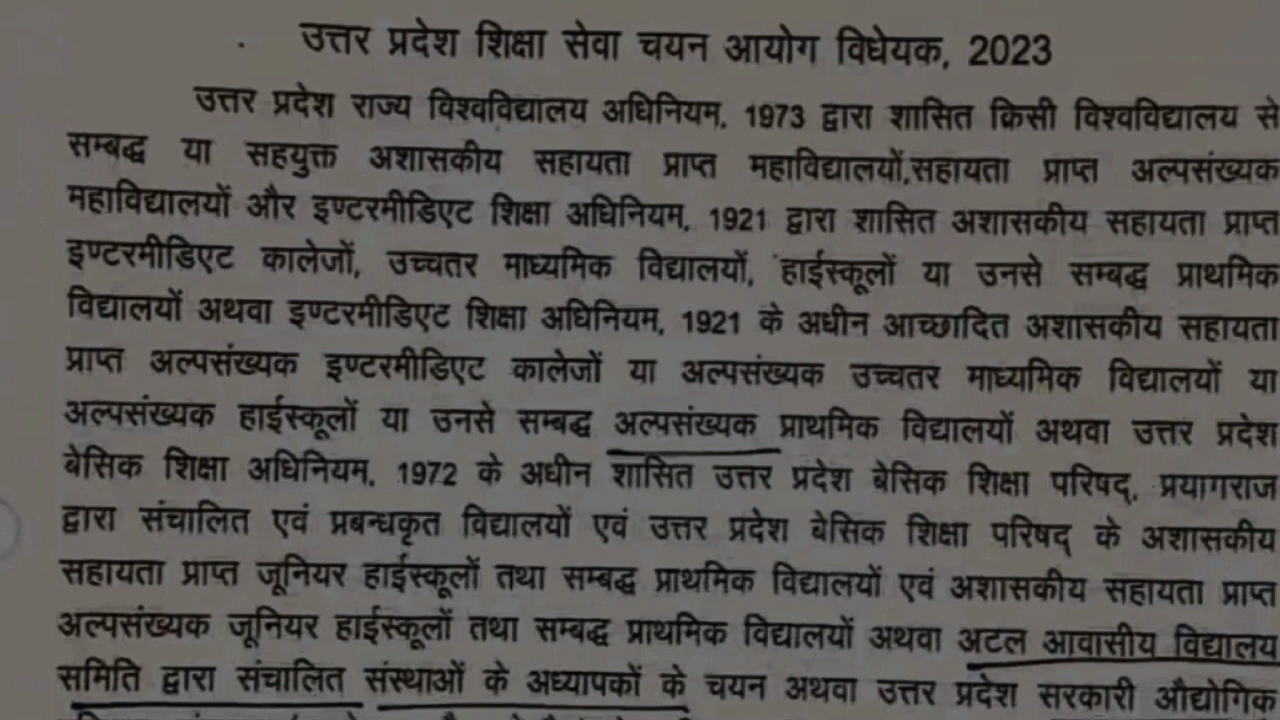 उत्तर प्रदेश शिक्षा सेवा चयन आयोग विधेयक, 2023
उत्तर प्रदेश राज्य विश्वविद्यालय अधिनियम, 1973 द्वारा शासित किसी विश्वविद्यालय से
सम्बद्ध या सहयुक्त अशासकीय सहायता प्राप्त महाविद्यालयों,सहायता प्राप्त अल्पसंख्यक
महाविद्यालयों और इण्टरमीडिएट शिक्षा अधिनियम, 1921 द्वारा शासित अशासकीय सहायता प्राप्त
इण्टरमीडिएट कालेजों, उच्चतर माध्यमिक विद्यालयों, हाईस्कूलों या उनसे सम्बद्ध प्राथमिक
विद्यालयों अथवा इण्टरमीडिएट शिक्षा अधिनियम, 1921 के अधीन आच्छादित अशासकीय सहायता
प्राप्त अल्पसंख्यक इण्टरमीडिएट कालेजों या अल्पसंख्यक उच्चतर माध्यमिक विद्यालयों या
अल्पसंख्यक हाईस्कूलों या उनसे सम्बद्ध अल्पसंख्यक प्राथमिक विद्यालयों अथवा उत्तर प्रदेश
बेसिक शिक्षा अधिनियम, 1972 के अधीन शासित उत्तर प्रदेश बेसिक शिक्षा परिषद्, प्रयागराज
द्वारा संचालित एवं प्रबन्धकृत विद्यालयों एवं उत्तर प्रदेश बेसिक शिक्षा परिषद् के अशासकीय
सहायता प्राप्त जूनियर हाईस्कूलों तथा सम्बद्ध प्राथमिक विद्यालयों एवं अशासकीय सहायता प्राप्त
अल्पसंख्यक जूनियर हाईस्कूलों तथा सम्बद्ध प्राथमिक विद्यालयों अथवा अटल आवासीय विद्यालय
समिति द्वारा संचालित संस्थाओं के अध्यापकों के चयन अथवा उत्तर प्रदेश सरकारी औद्योगिक